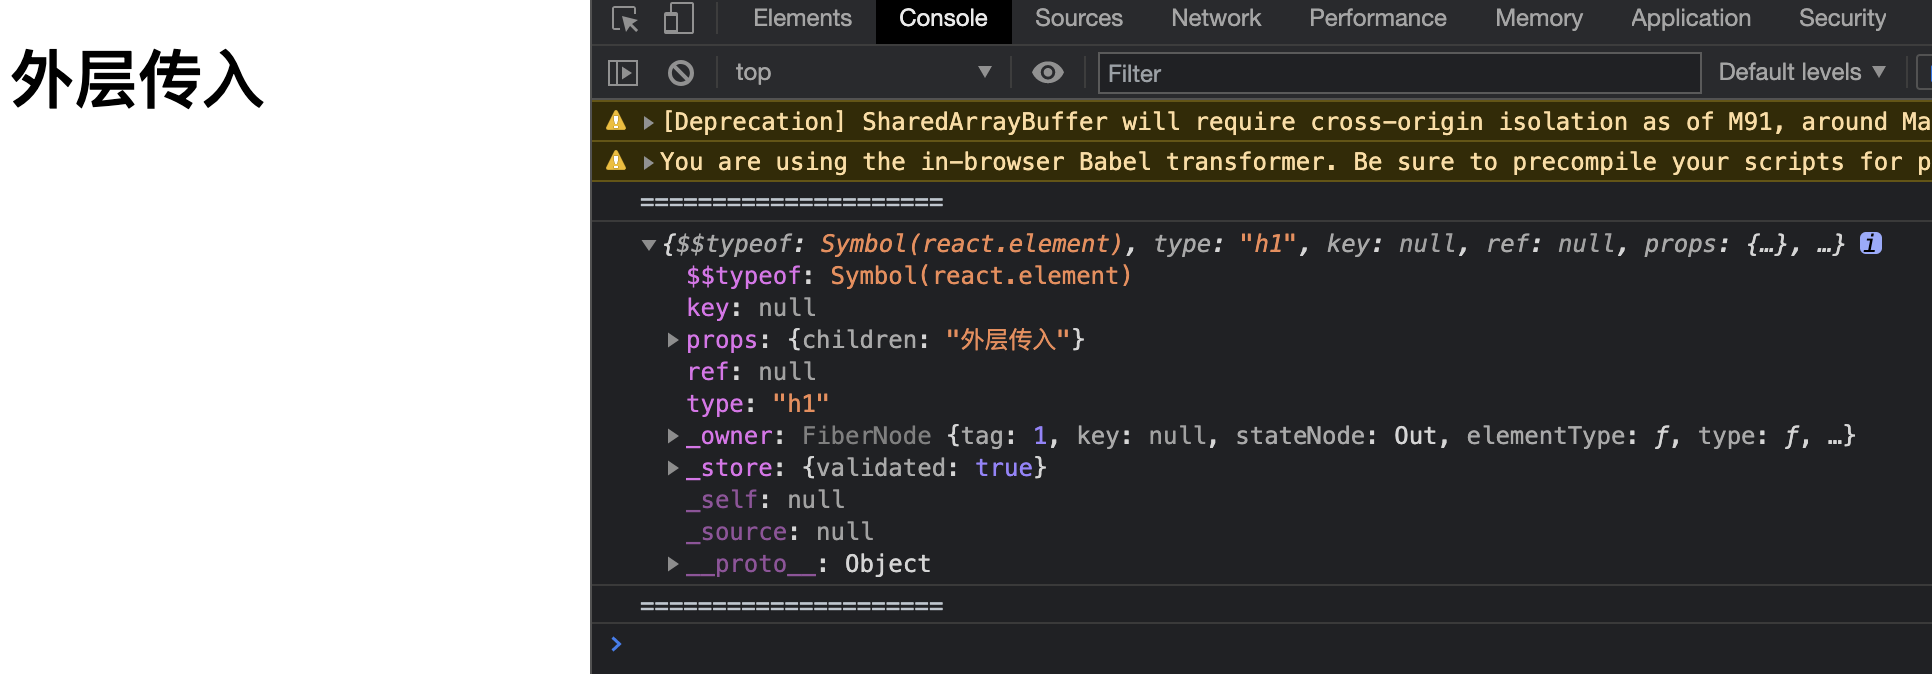 外层传入
Elements Console Sources Network Performance Memory Application Security
top Filter Default levels
[Deprecation] SharedArrayBuffer will require cross-origin isolation as of M91, around Ma
You are using the in-browser Babel transformer. Be sure to precompile your scripts for p
=====================
{$$typeof: Symbol(react.element), type: "h1", key: null, ref: null, props: {…}, …} i
$$typeof: Symbol(react.element)
key: null
props: {children: "外层传入"}
ref: null
type: "h1"
_owner: FiberNode {tag: 1, key: null, stateNode: Out, elementType: ƒ, type: ƒ, …}
_store: {validated: true}
_self: null
_source: null
__proto__: Object
=====================